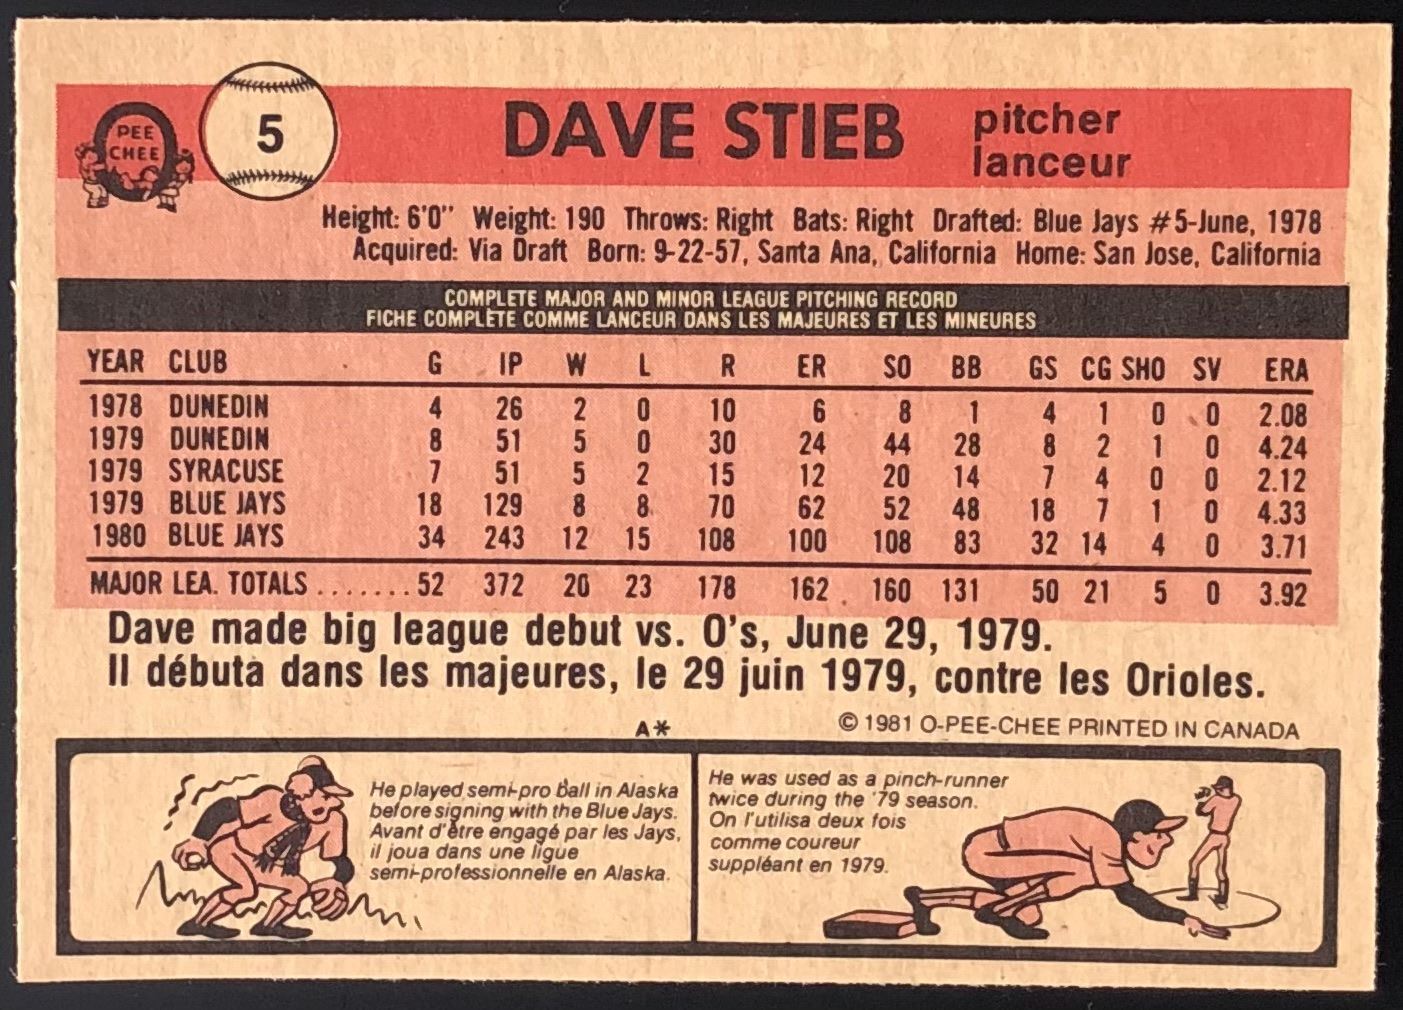 PEE
CHEE
5
DAVE STIEB
pitcher
lanceur
Height: 6'0" Weight: 190 Throws: Right Bats: Right Drafted: Blue Jays #5-June, 1978
Acquired: Via Draft Born: 9-22-57, Santa Ana, California Home: San Jose, California
COMPLETE MAJOR AND MINOR LEAGUE PITCHING RECORD
FICHE COMPLÈTE COMME LANCEUR DANS LES MAJEURES ET LES MINEURES
YEAR CLUB G IP W L R ER SO BB GS CG SHO SV ERA
1978 DUNEDIN 4 26 2 0 10 6 8 1 4 1 0 0 2.08
1979 DUNEDIN 8 51 5 0 30 24 44 28 8 2 1 0 4.24
1979 SYRACUSE 7 51 5 2 15 12 20 14 7 4 0 0 2.12
1979 BLUE JAYS 18 129 8 8 70 62 52 48 18 7 1 0 4.33
1980 BLUE JAYS 34 243 12 15 108 100 108 83 32 14 4 0 3.71
MAJOR LEA. TOTALS ....... 52 372 20 23 178 162 160 131 50 21 5 0 3.92
Dave made big league debut vs. O's, June 29, 1979.
Il débuta dans les majeures, le 29 juin 1979, contre les Orioles.
A* © 1981 O-PEE-CHEE PRINTED IN CANADA
He played semi-pro ball in Alaska
before signing with the Blue Jays.
Avant d'être engagé par les Jays,
il joua dans une ligue
semi-professionnelle en Alaska.
He was used as a pinch-runner
twice during the '79 season.
On l'utilisa deux fois
comme coureur
suppléant en 1979.